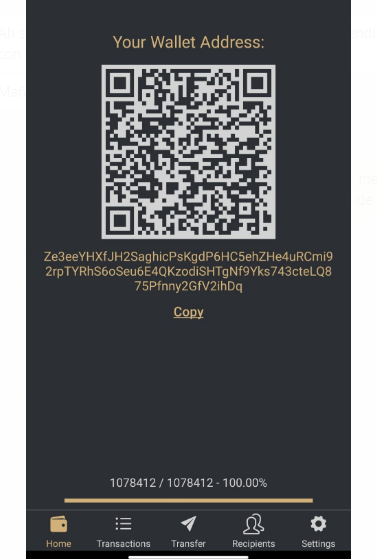 Your Wallet Address:
Ze3eeYHXfJH2SaghicPsKgdP6HC5ehZHe4uRCmi9
2rpTYRhS6oSeu6E4QKzodiSHTgNf9Yks743cteLQ8
75Pfnny2GfV2ihDq
Copy
1078412 / 1078412 - 100.00%
Home
Transactions
Transfer
Recipients
Settings